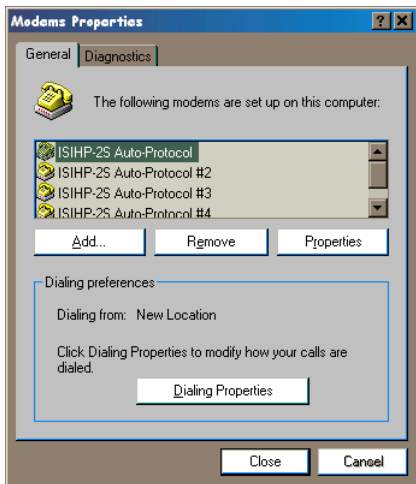 Modems Properties
General Diagnostics
The following modems are set up on this computer:
ISIHP-2S Auto-Protocol
ISIHP-2S Auto-Protocol #2
ISIHP-2S Auto-Protocol #3
ISIHP-2S Auto-Protocol #4
Add... Remove Properties
Dialing preferences
Dialing from: New Location
Click Dialing Properties to modify how your calls are
dialed.
Dialing Properties
Close Cancel